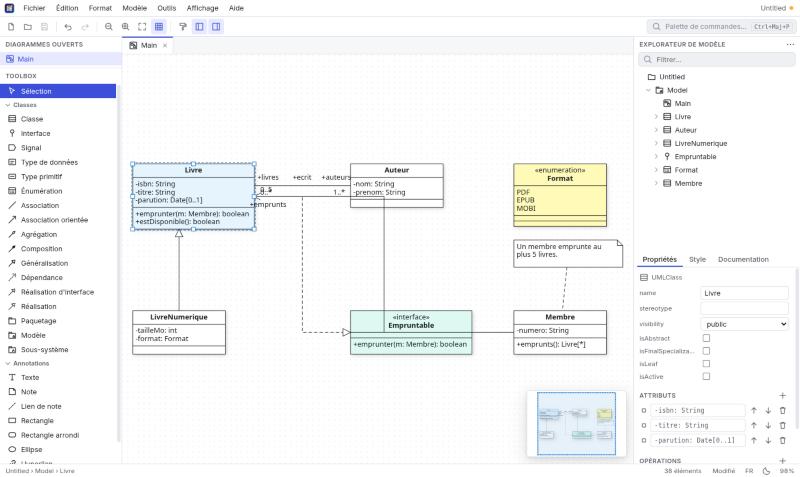 Fichier Édition Format Modèle Outils Affichage Aide
Untitled
Palette de commandes... Ctrl+Maj+P
DIAGRAMMES OUVERTS
Main
TOOLBOX
Sélection
Classes
Classe
Interface
Signal
Type de données
Type primitif
Énumération
Association
Association orientée
Agrégation
Composition
Généralisation
Dépendance
Réalisation d'interface
Réalisation
Paquetage
Modèle
Sous-système
Annotations
Texte
Note
Lien de note
Rectangle
Rectangle arrondi
Ellipse
Main
Livre
-isbn: String
-titre: String
-parution: Date[0..1]
+emprunter(m: Membre): boolean
+estDisponible(): boolean
+livres +ecrit +auteurs
1..*
+emprunts
Auteur
-nom: String
-prenom: String
«enumeration»
Format
PDF
EPUB
MOBI
Un membre emprunte au
plus 5 livres.
LivreNumerique
-tailleMo: int
-format: Format
«interface»
Empruntable
+emprunter(m: Membre): boolean
Membre
-numero: String
+emprunts(): Livre[*]
EXPLORATEUR DE MODÈLE
Filtrer...
Untitled
Model
Main
Livre
Auteur
LivreNumerique
Empruntable
Format
Membre
Propriétés Style Documentation
UMLClass
name Livre
stereotype
visibility public
isAbstract
isFinalSpecializa...
isLeaf
isActive
ATTRIBUTS
-isbn: String
-titre: String
-parution: Date[0..1]
OPÉRATIONS
Untitled › Model › Livre
38 éléments Modifié FR 98%